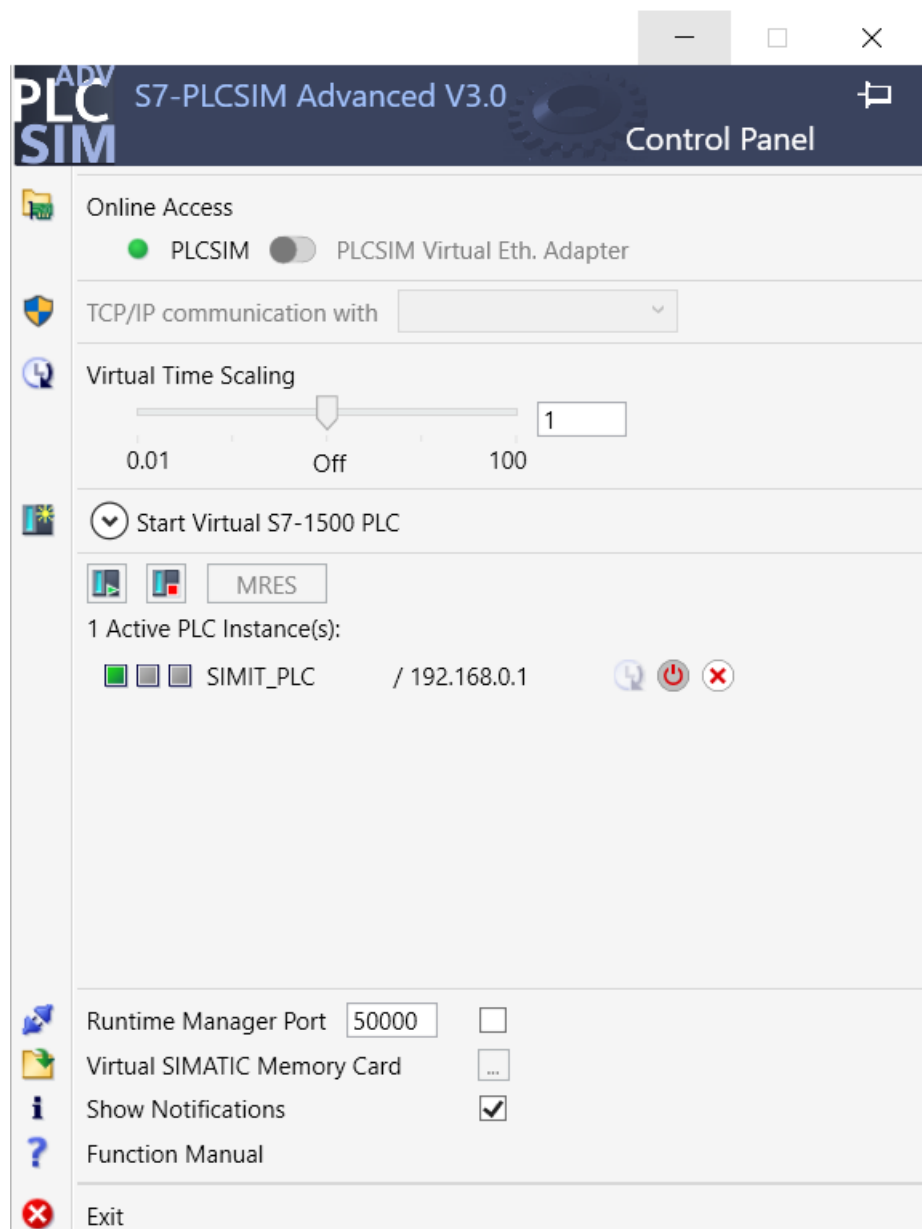 ADV
PLC
SIM
S7-PLCSIM Advanced V3.0
Control Panel
Online Access
PLCSIM PLCSIM Virtual Eth. Adapter
TCP/IP communication with
Virtual Time Scaling
1
0.01 Off 100
Start Virtual S7-1500 PLC
MRES
1 Active PLC Instance(s):
SIMIT_PLC / 192.168.0.1
Runtime Manager Port 50000
Virtual SIMATIC Memory Card ...
Show Notifications
Function Manual
Exit